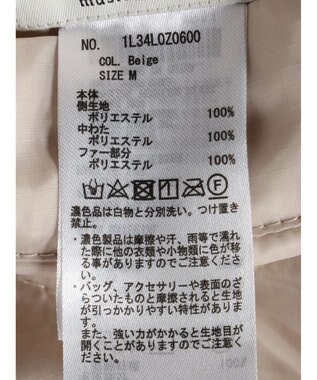 NO. 1L34L0Z0600
COL. Beige
SIZE M
本体
側生地
ポリエステル 100%
中わた
ポリエステル 100%
ファー部分
ポリエステル 100%
濃色品は白物と分別洗い。つけ置き
禁止。
・濃色製品は摩擦や汗、雨等で濡れ
た際に他の衣類や小物類に色が移
る事がありますのでご注意くださ
い。
・バッグ、アクセサリーや表面のざ
らついたものと摩擦されると生地
が引っかかりやすい特性がありま
す。
また、強い力がかかると生地目が
開くことがありますのでご注意く
ださい。